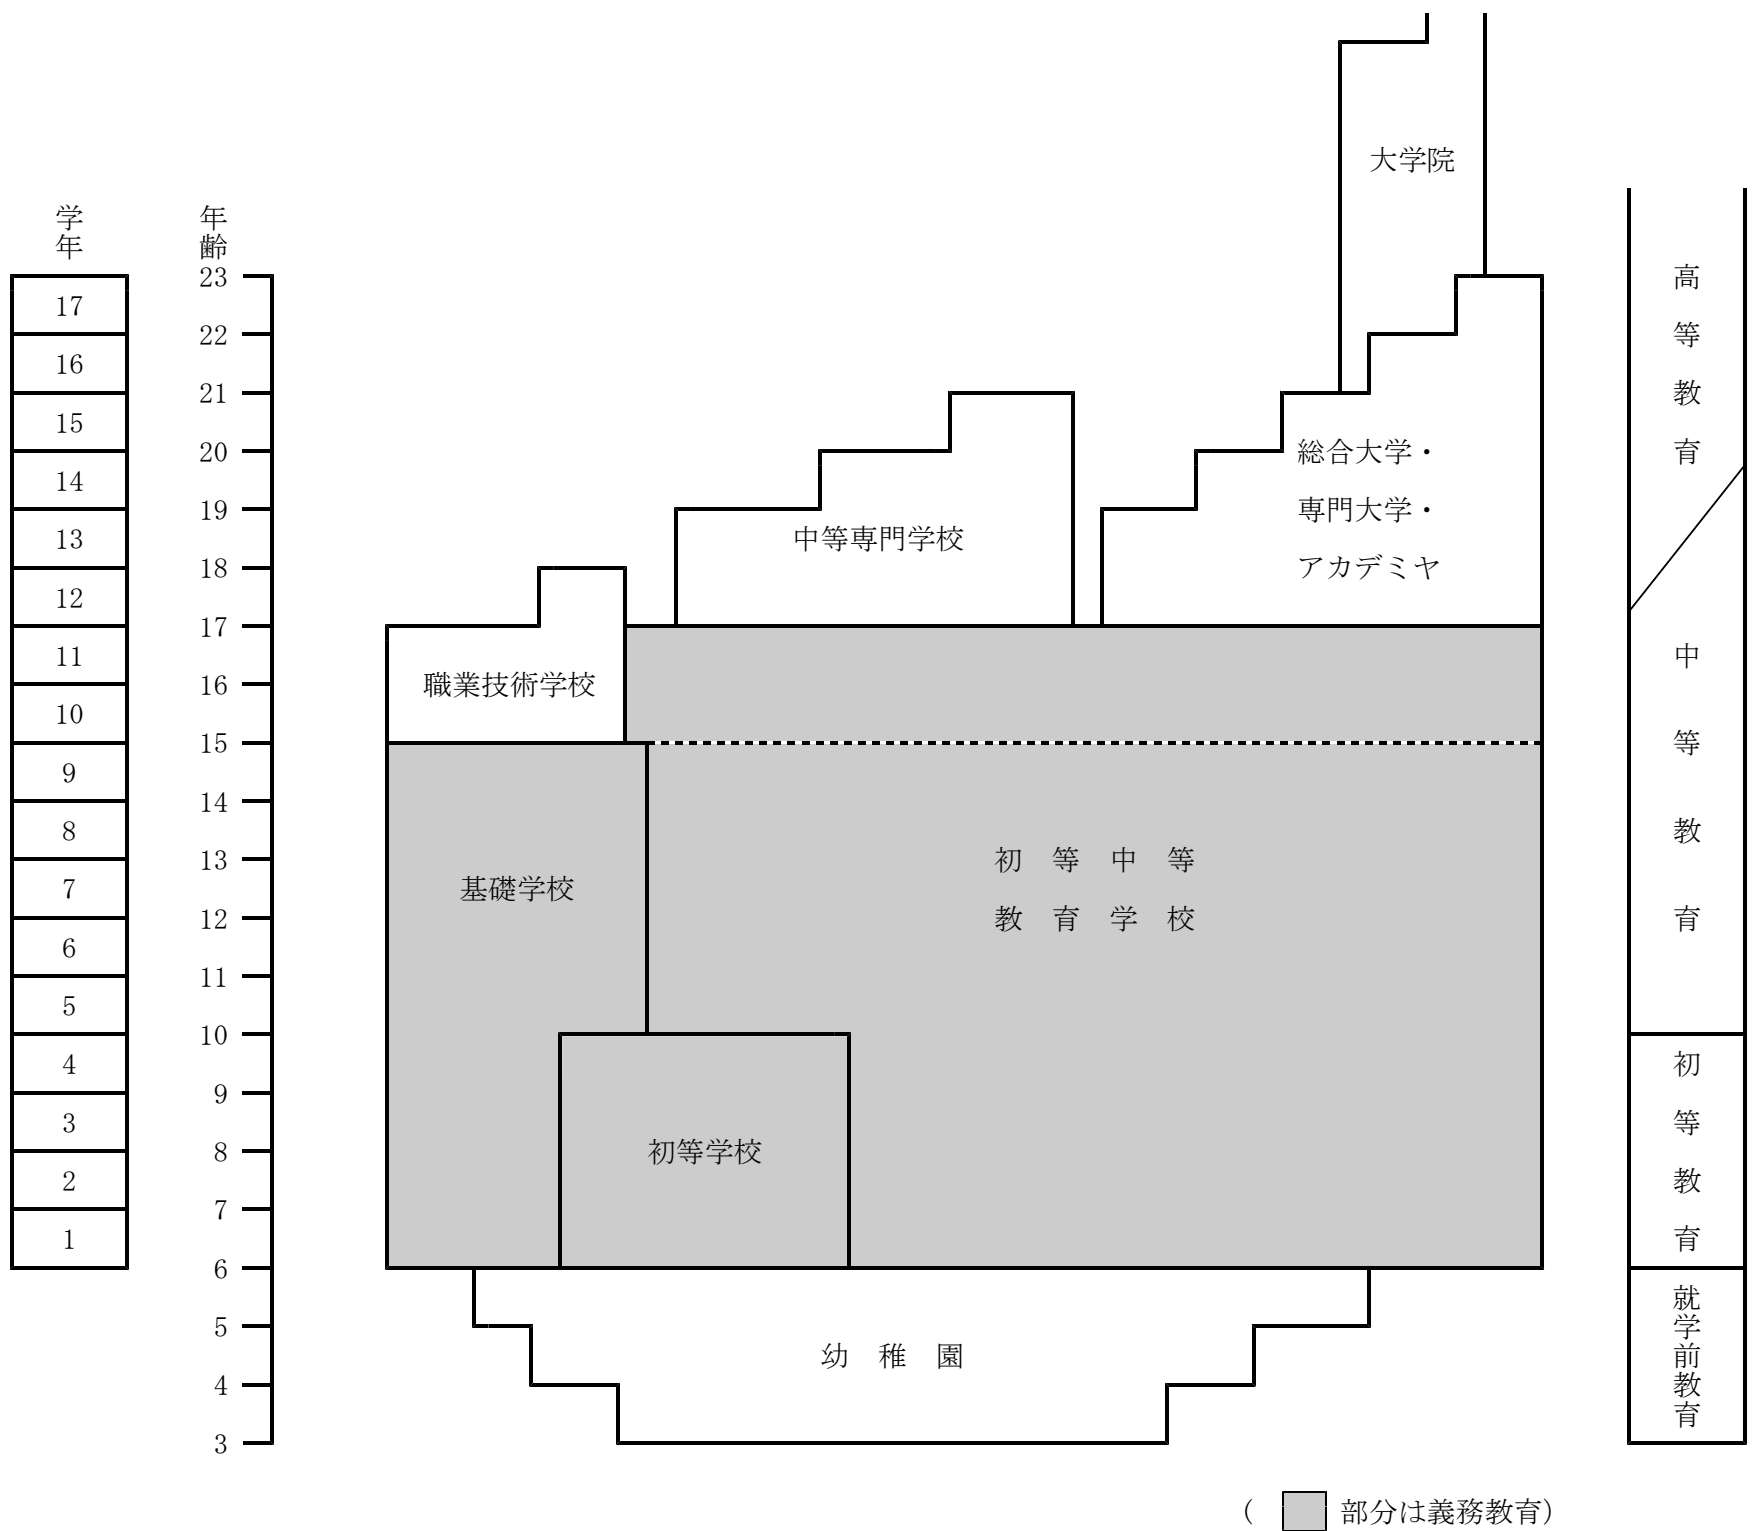 学年
17
16
15
14
13
12
11
10
9
8
7
6
5
4
3
2
1
年齢
23
22
21
20
19
18
17
16
15
14
13
12
11
10
9
8
7
6
5
4
3
大学院
総合大学・
専門大学・
アカデミヤ
中等専門学校
職業技術学校
基礎学校
初等中等
教育学校
初等学校
幼稚園
高等教育
中等教育
初等教育
就学前教育
( 部分は義務教育)